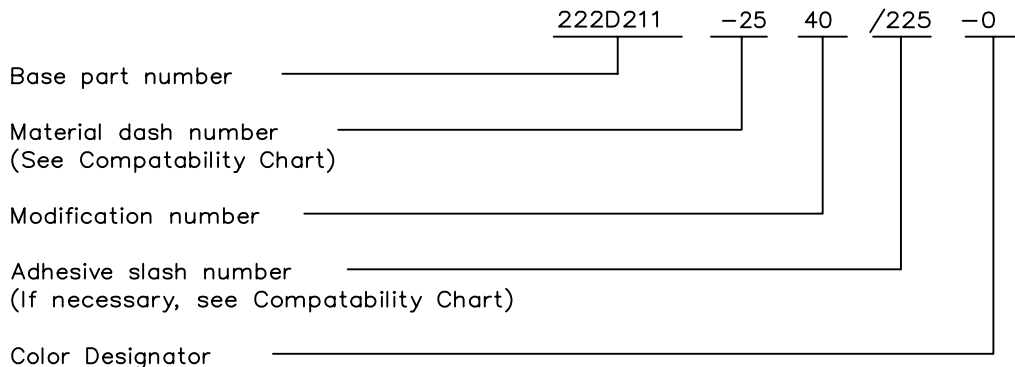 222D211 -25 40 /225 -0
Base part number
Material dash number
(See Compatability Chart)
Modification number
Adhesive slash number
(If necessary, see Compatability Chart)
Color Designator